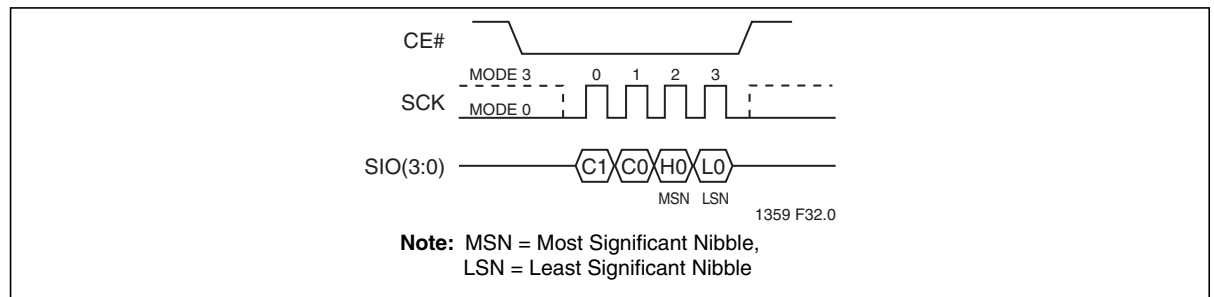 CE#
MODE 3 0 1 2 3
SCK
MODE 0
SIO(3:0) C1 C0 H0 L0
MSN LSN
1359 F32.0
Note: MSN = Most Significant Nibble,
LSN = Least Significant Nibble